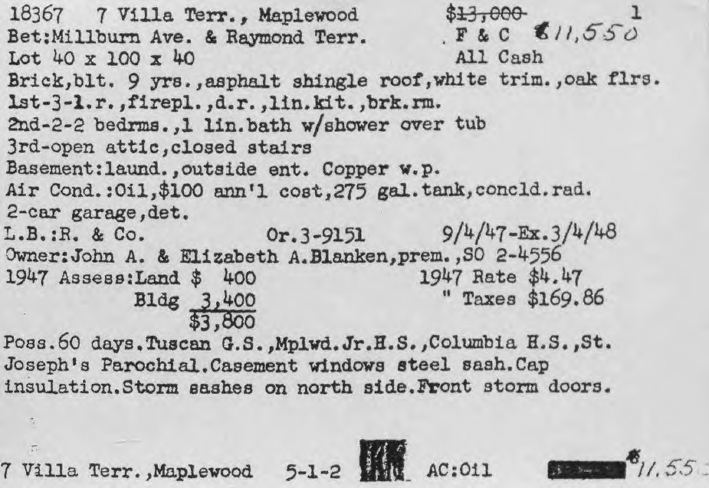 18367 7 Villa Terr., Maplewood $13,000 1
Bet:Millburn Ave. & Raymond Terr. F & C $11,550
Lot 40 x 100 x 40 All Cash
Brick,blt. 9 yrs.,asphalt shingle roof,white trim.,oak flrs.
1st-3-l.r.,firepl.,d.r.,lin.kit.,brk.rm.
2nd-2-2 bedrms.,1 lin.bath w/shower over tub
3rd-open attic,closed stairs
Basement:laund.,outside ent. Copper w.p.
Air Cond.:Oil,$100 ann'l cost,275 gal.tank,concld.rad.
2-car garage,det.
L.B.:R. & Co. Or.3-9151 9/4/47-Ex.3/4/48
Owner:John A. & Elizabeth A.Blanken,prem.,SO 2-4556
1947 Assess:Land $ 400 1947 Rate $4.47
Bldg 3,400 " Taxes $169.86
$3,800
Poss.60 days.Tuscan G.S.,Mplwd.Jr.H.S.,Columbia H.S.,St.
Joseph's Parochial.Casement windows steel sash.Cap
insulation.Storm sashes on north side.Front storm doors.
7 Villa Terr.,Maplewood 5-1-2 AC:Oil $11,55